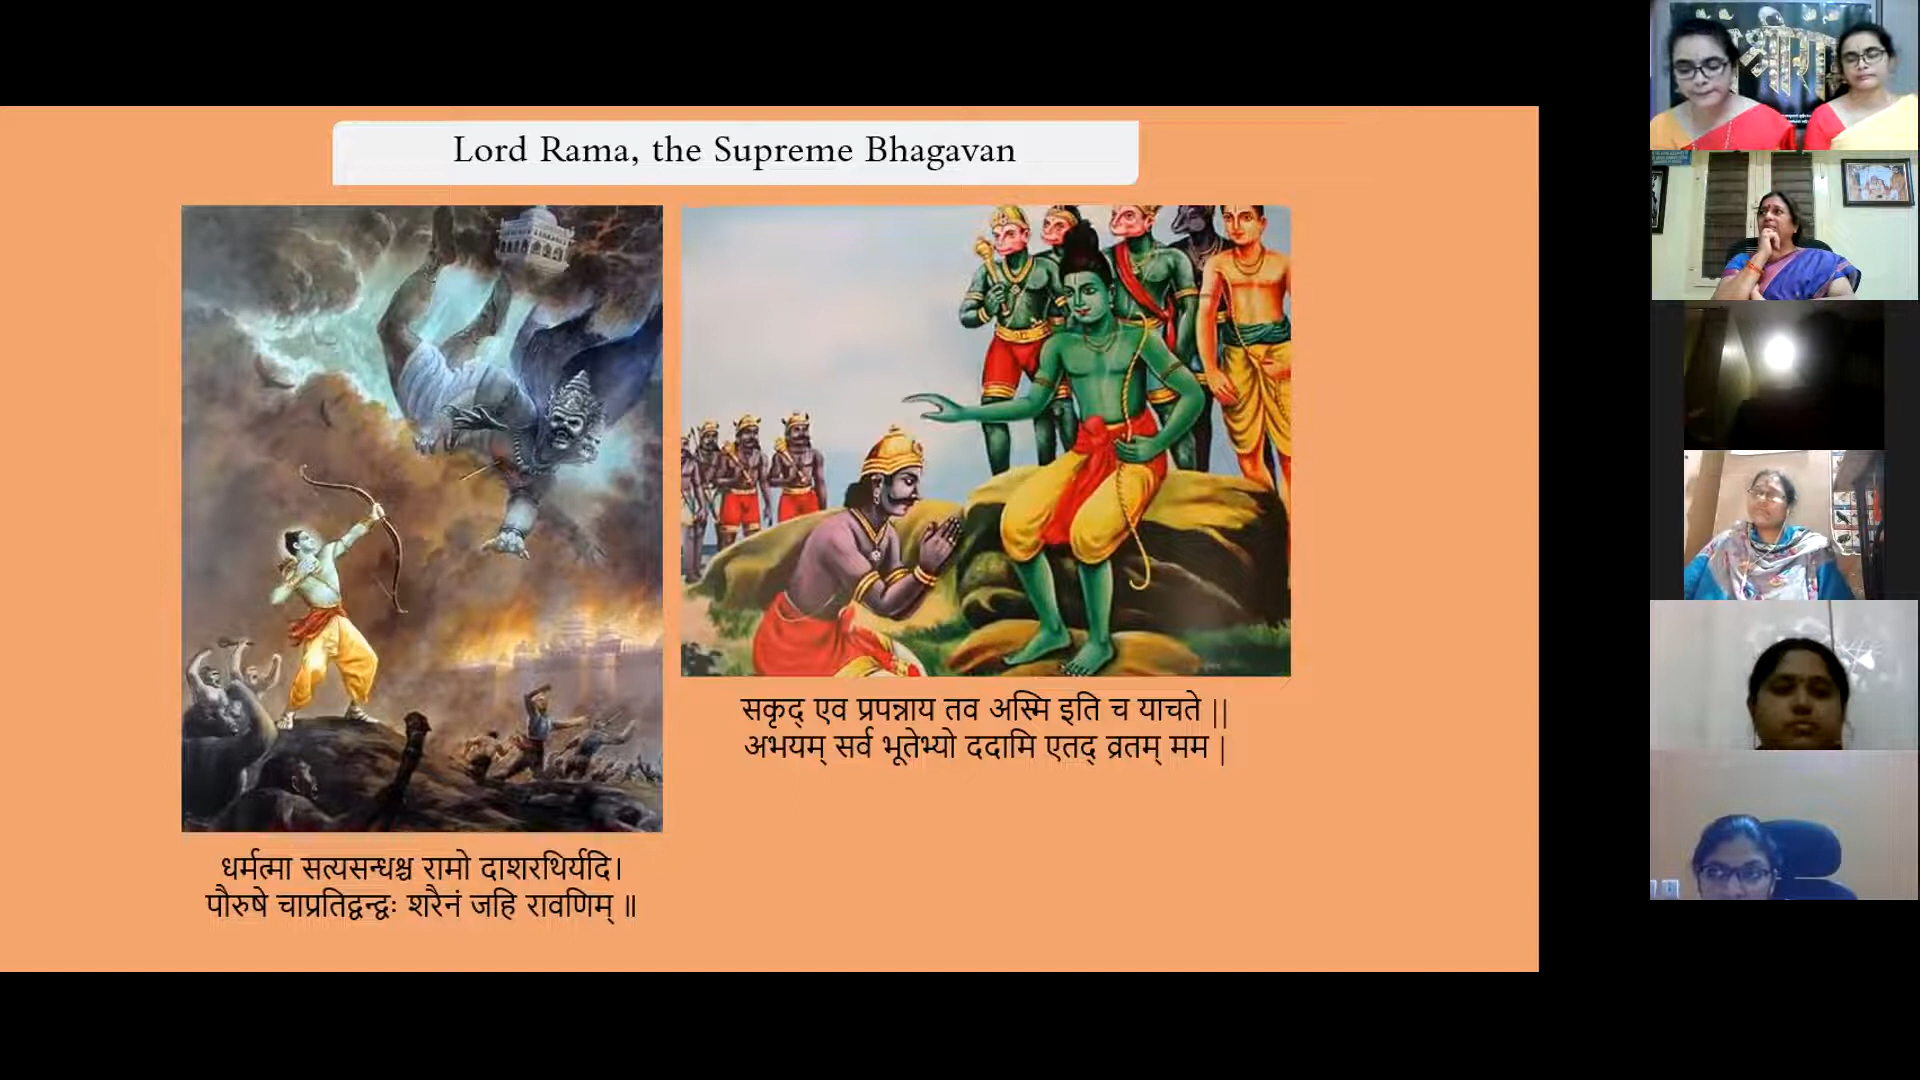 Lord Rama, the Supreme Bhagavan
सकृद् एव प्रपन्नाय तव अस्मि इति च याचते ||
अभयम् सर्व भूतेभ्यो ददामि एतद् व्रतम् मम |
धर्मत्मा सत्यसन्धश्च रामो दाशरथिर्यदि।
पौरुषे चाप्रतिद्वन्द्वः शरैनं जहि रावणिम् ॥